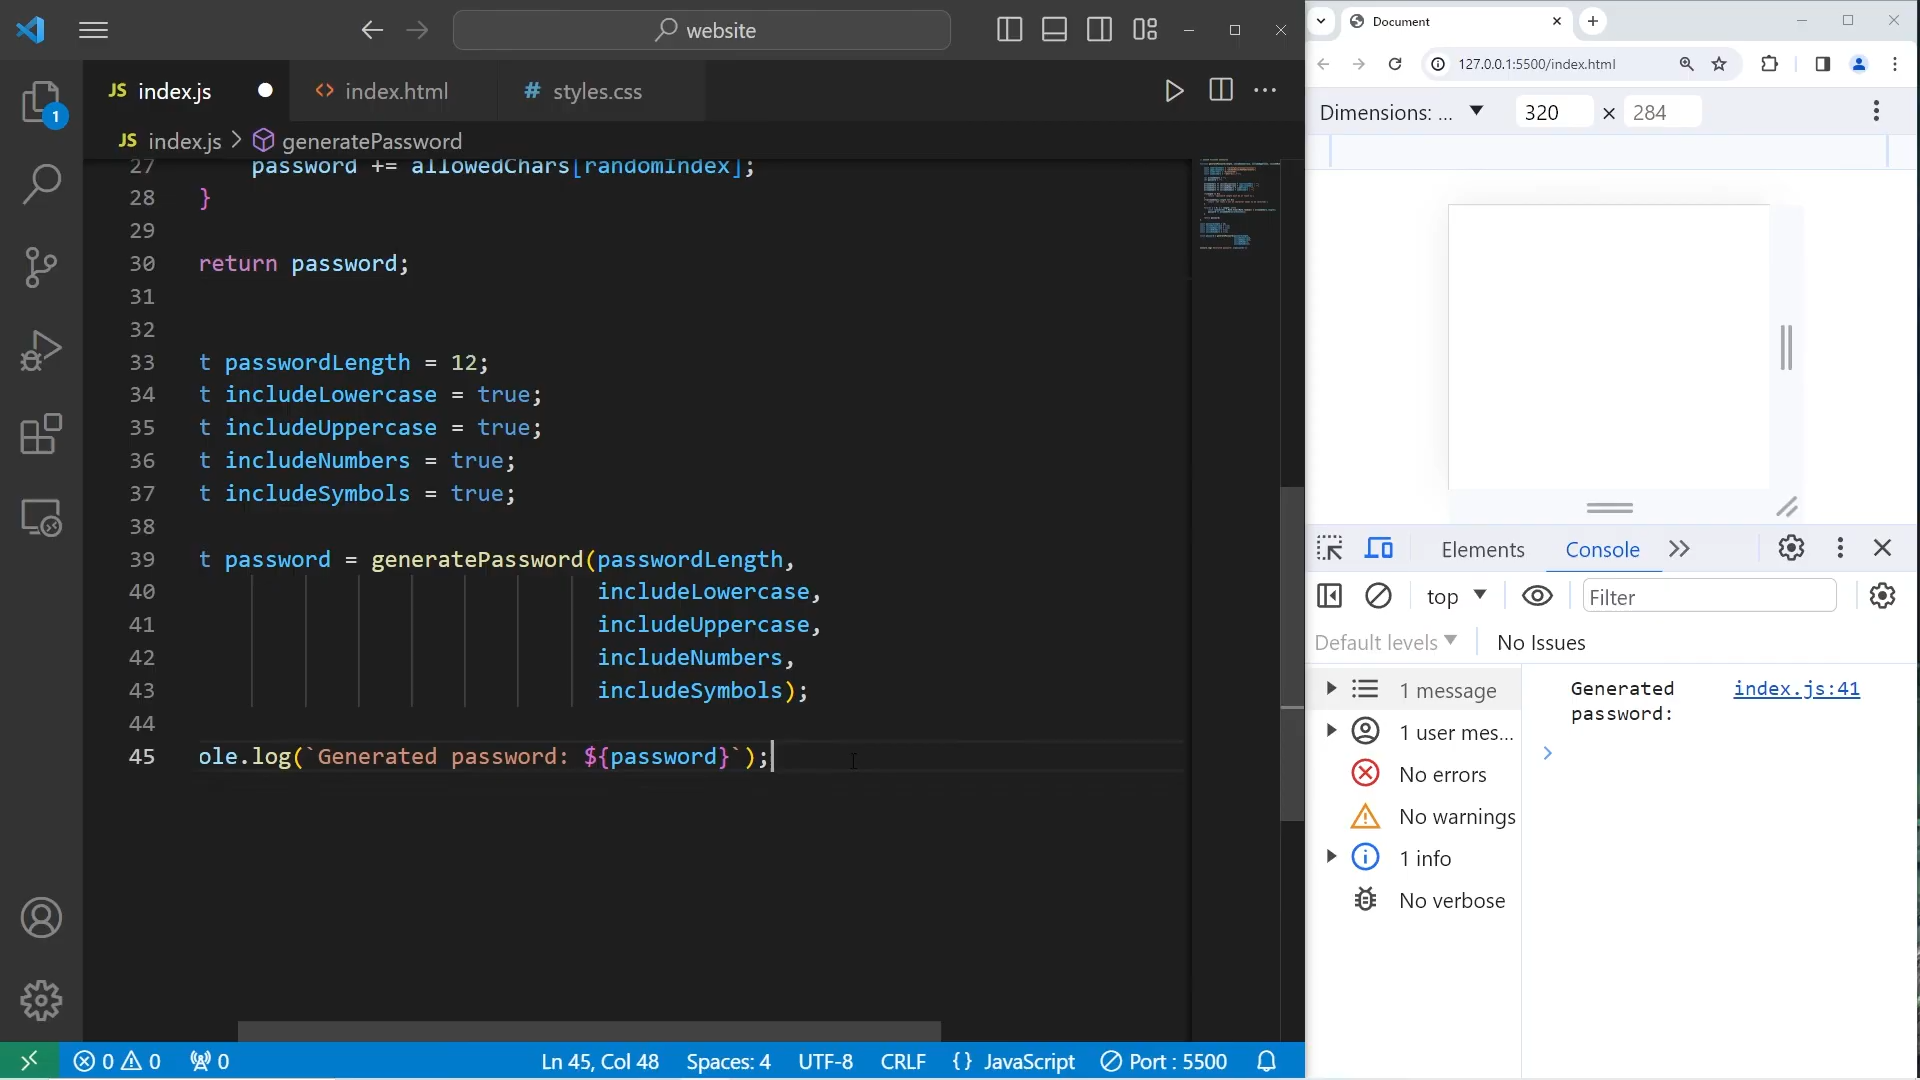 website
JS index.js
<> index.html
# styles.css
JS index.js > generatePassword
27 password += allowedChars[randomIndex];
28 }
29
30 return password;
31
32
33 t passwordLength = 12;
34 t includeLowercase = true;
35 t includeUppercase = true;
36 t includeNumbers = true;
37 t includeSymbols = true;
38
39 t password = generatePassword(passwordLength,
40 includeLowercase,
41 includeUppercase,
42 includeNumbers,
43 includeSymbols);
44
45 ole.log(`Generated password: ${password}`);
1
0 0 0 Ln 45, Col 48 Spaces: 4 UTF-8 CRLF {} JavaScript Port : 5500
Document
127.0.0.1:5500/index.html
Dimensions: ... 320 × 284
Elements Console
top Filter
Default levels No Issues
1 message
1 user mes...
No errors
No warnings
1 info
No verbose
Generated index.js:41
password: